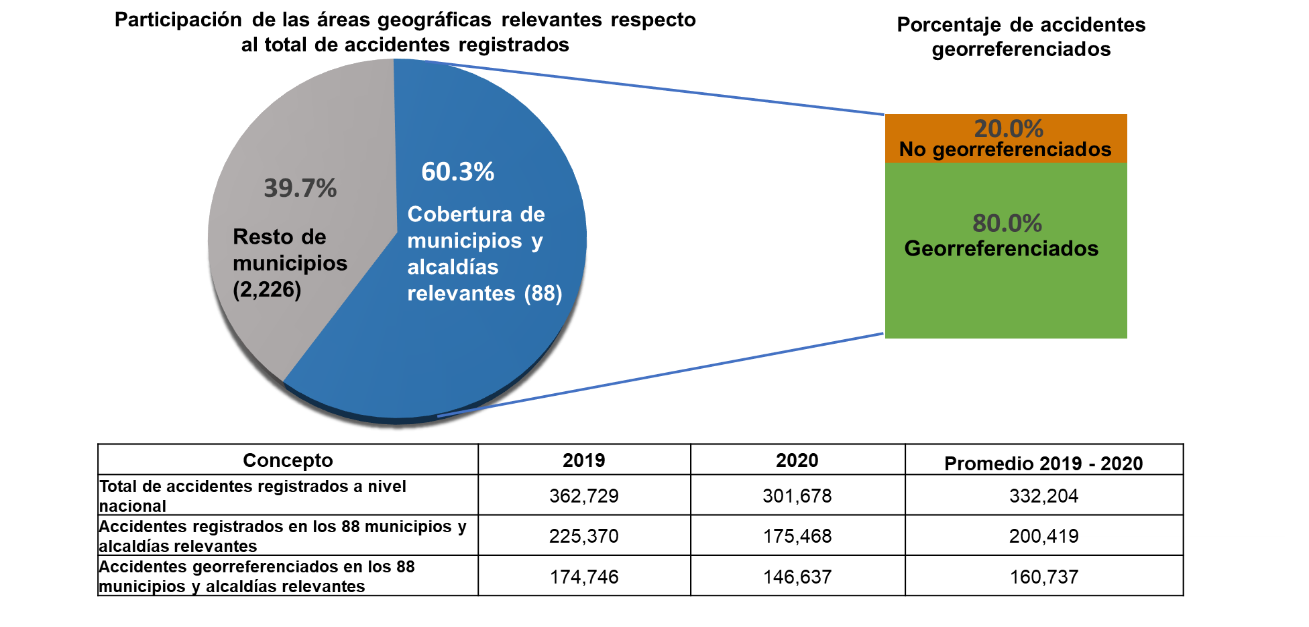 Participación de las áreas geográficas relevantes respecto
al total de accidentes registrados
Porcentaje de accidentes
georreferenciados
39.7%
Resto de
municipios
(2,226)
60.3%
Cobertura de
municipios y
alcaldías
relevantes (88)
20.0%
No georreferenciados
80.0%
Georreferenciados
Concepto 2019 2020 Promedio 2019 - 2020
Total de accidentes registrados a nivel
nacional 362,729 301,678 332,204
Accidentes registrados en los 88 municipios y
alcaldías relevantes 225,370 175,468 200,419
Accidentes georreferenciados en los 88
municipios y alcaldías relevantes 174,746 146,637 160,737